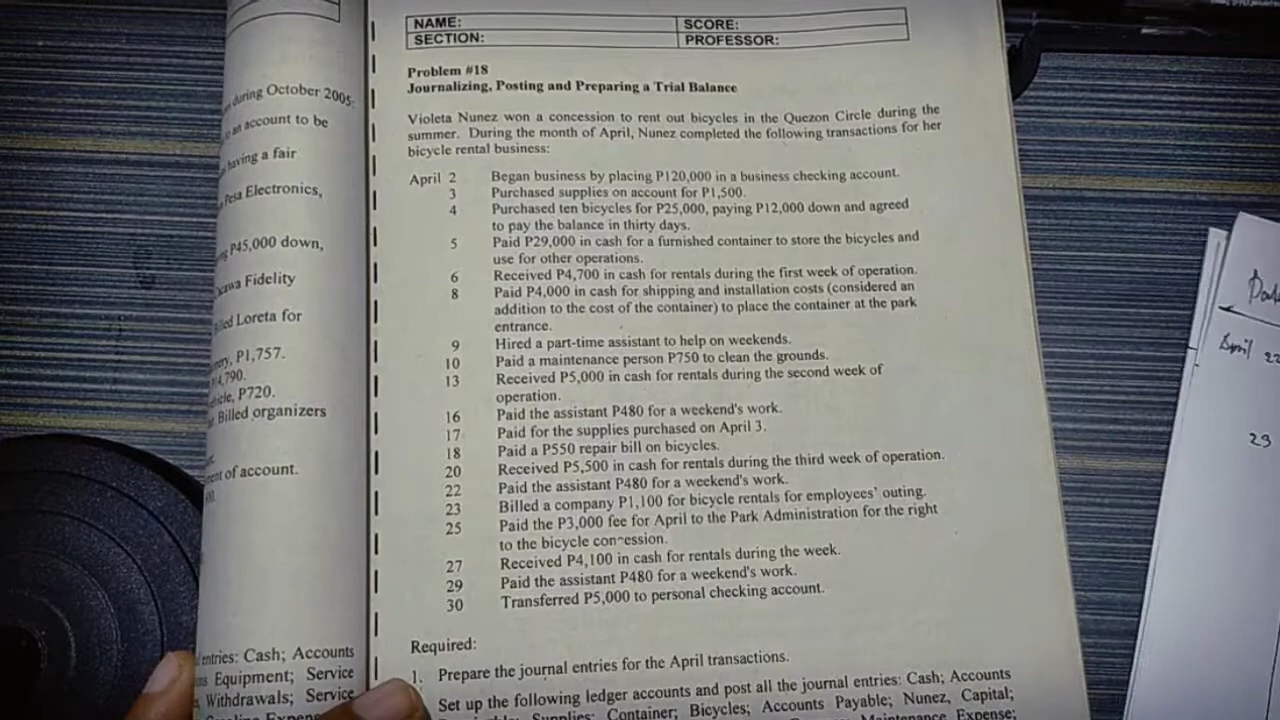 during October 2005:
an account to be
having a fair
Pesa Electronics,
P45,000 down,
Fidelity
Billed Loreta for
P1,757.
P4,790.
P720.
Billed organizers
of account.
entries: Cash; Accounts
Equipment; Service
Withdrawals; Service
NAME: SCORE:
SECTION: PROFESSOR:
Problem #18
Journalizing, Posting and Preparing a Trial Balance
Violeta Nunez won a concession to rent out bicycles in the Quezon Circle during the
summer. During the month of April, Nunez completed the following transactions for her
bicycle rental business:
April 2 Began business by placing P120,000 in a business checking account.
3 Purchased supplies on account for P1,500.
4 Purchased ten bicycles for P25,000, paying P12,000 down and agreed
to pay the balance in thirty days.
5 Paid P29,000 in cash for a furnished container to store the bicycles and
use for other operations.
6 Received P4,700 in cash for rentals during the first week of operation.
8 Paid P4,000 in cash for shipping and installation costs (considered an
addition to the cost of the container) to place the container at the park
entrance.
9 Hired a part-time assistant to help on weekends.
10 Paid a maintenance person P750 to clean the grounds.
13 Received P5,000 in cash for rentals during the second week of
operation.
16 Paid the assistant P480 for a weekend's work.
17 Paid for the supplies purchased on April 3.
18 Paid a P550 repair bill on bicycles.
20 Received P5,500 in cash for rentals during the third week of operation.
22 Paid the assistant P480 for a weekend's work.
23 Billed a company P1,100 for bicycle rentals for employees' outing.
25 Paid the P3,000 fee for April to the Park Administration for the right
to the bicycle concession.
27 Received P4,100 in cash for rentals during the week.
29 Paid the assistant P480 for a weekend's work.
30 Transferred P5,000 to personal checking account.
Required:
1. Prepare the journal entries for the April transactions.
Set up the following ledger accounts and post all the journal entries: Cash; Accounts
Supplies; Container; Bicycles; Accounts Payable; Nunez, Capital;
Maintenance Expense;
April 22
29